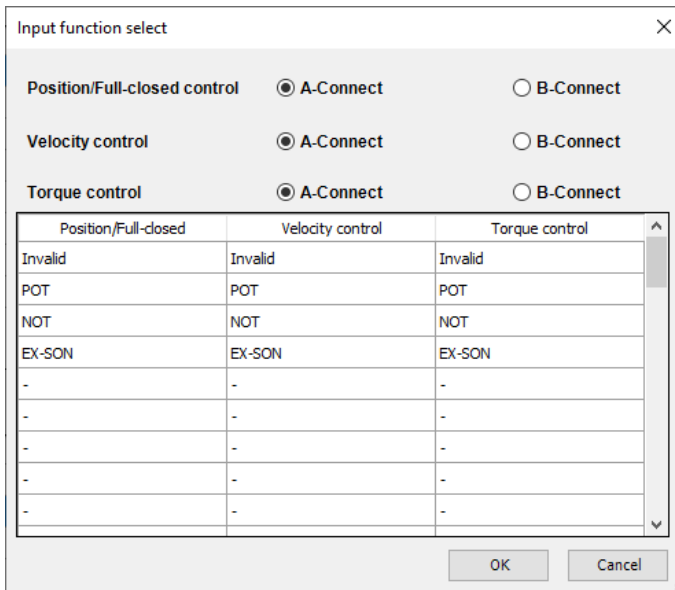 Input function select
Position/Full-closed control A-Connect B-Connect
Velocity control A-Connect B-Connect
Torque control A-Connect B-Connect
Position/Full-closed Velocity control Torque control
Invalid Invalid Invalid
POT POT POT
NOT NOT NOT
EX-SON EX-SON EX-SON
- - -
- - -
- - -
- - -
- - -
OK Cancel